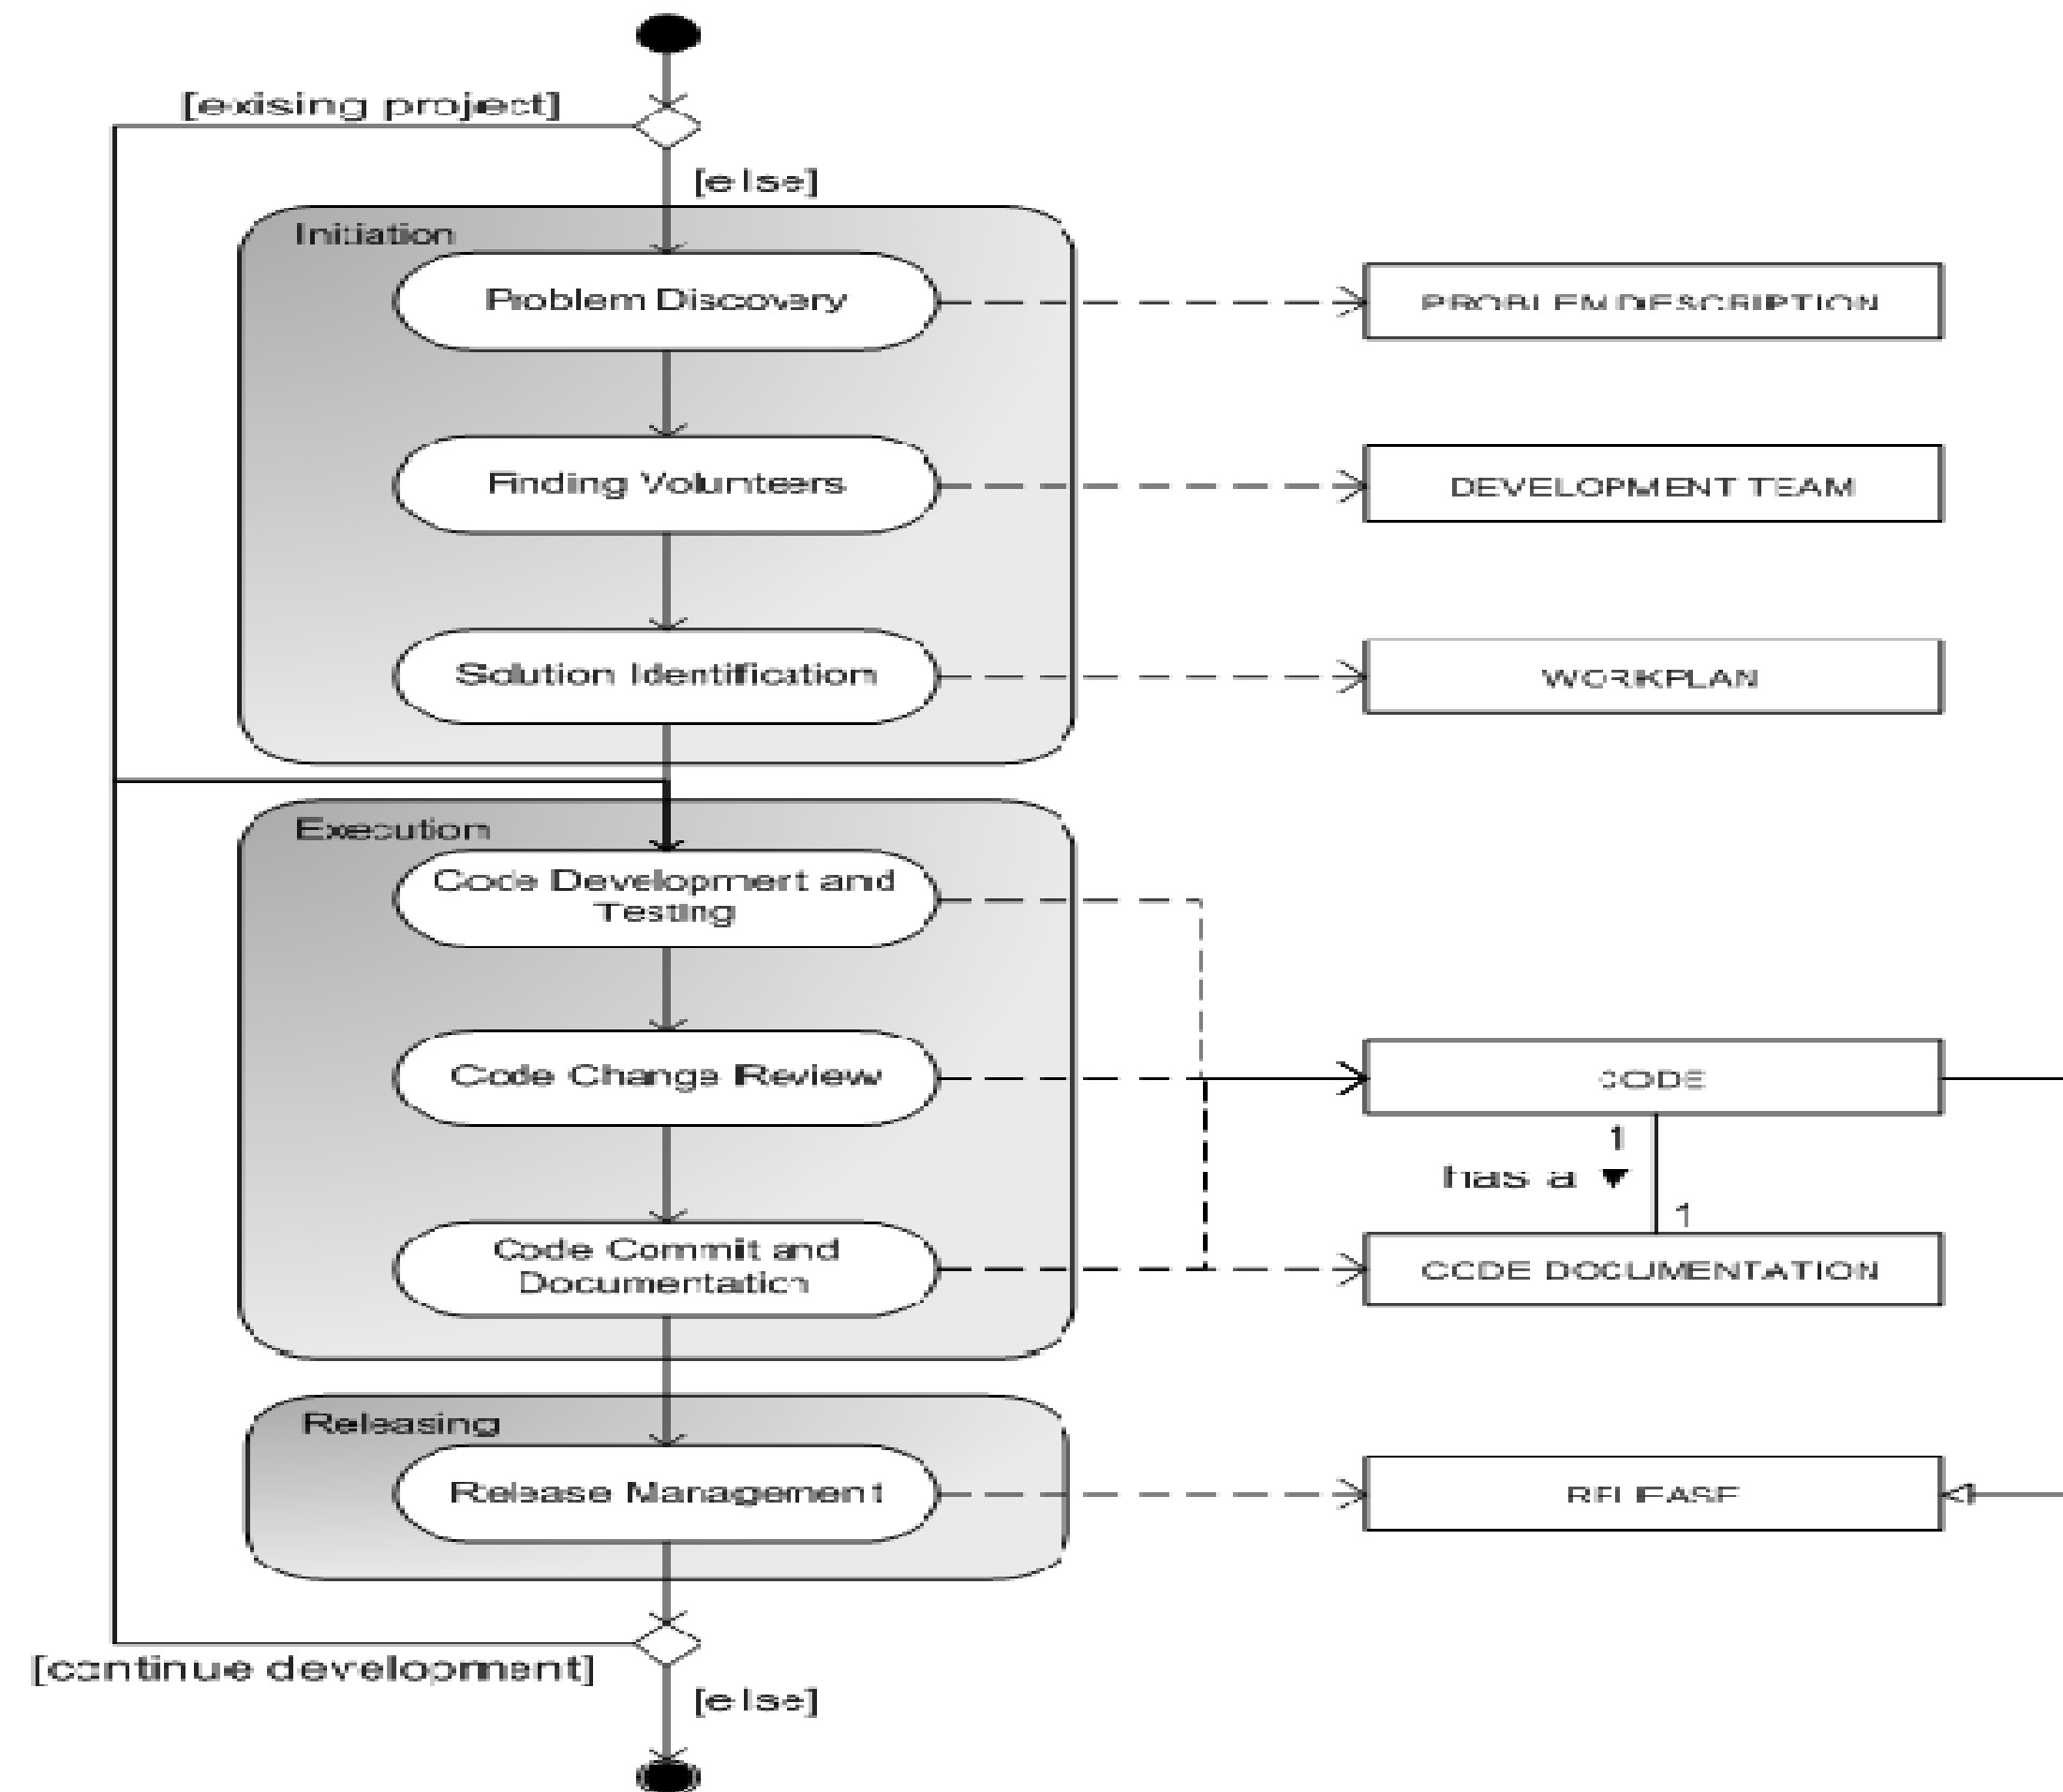 [exising project]
[else]
Initiation
Problem Discovery
PROBLEM DESCRIPTION
Finding Volunteers
DEVELOPMENT TEAM
Solution Identification
WORKPLAN
Execution
Code Development and
Testing
Code Change Review
CODE
1
has a ▼
1
Code Commit and
Documentation
CODE DOCUMENTATION
Releasing
Release Management
RELEASE
[continue development]
[else]